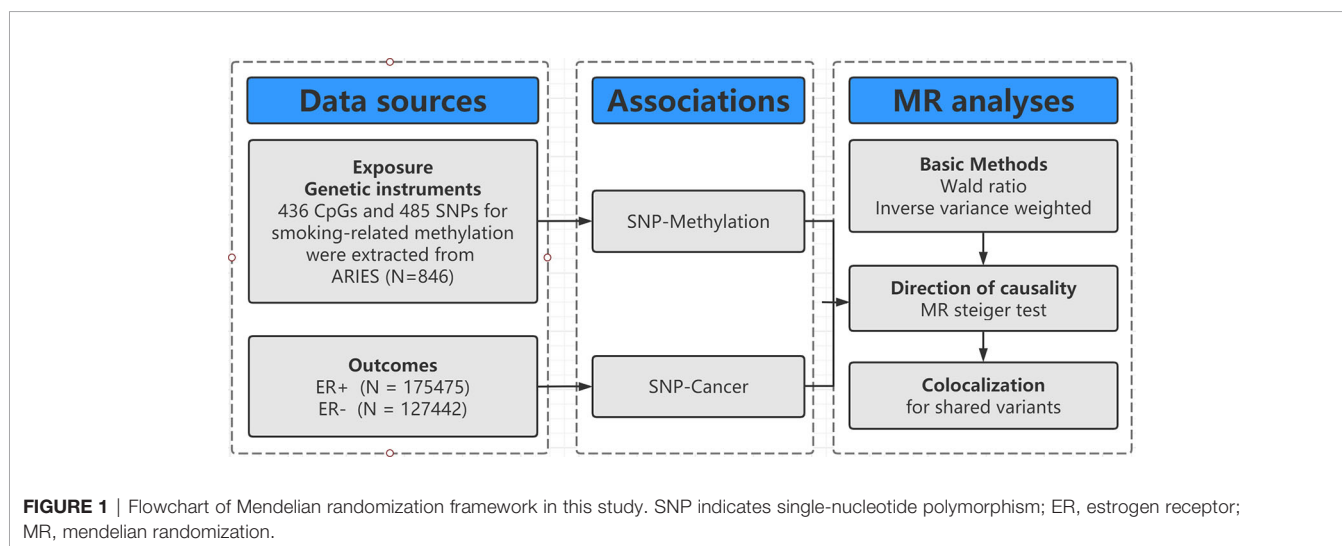 Data sources
Exposure
Genetic instruments
436 CpGs and 485 SNPs for
smoking-related methylation
were extracted from
ARIES (N=846)
Outcomes
ER+ (N = 175475)
ER- (N = 127442)
Associations
SNP-Methylation
SNP-Cancer
MR analyses
Basic Methods
Wald ratio
Inverse variance weighted
Direction of causality
MR steiger test
Colocalization
for shared variants
FIGURE 1 | Flowchart of Mendelian randomization framework in this study. SNP indicates single-nucleotide polymorphism; ER, estrogen receptor;
MR, mendelian randomization.